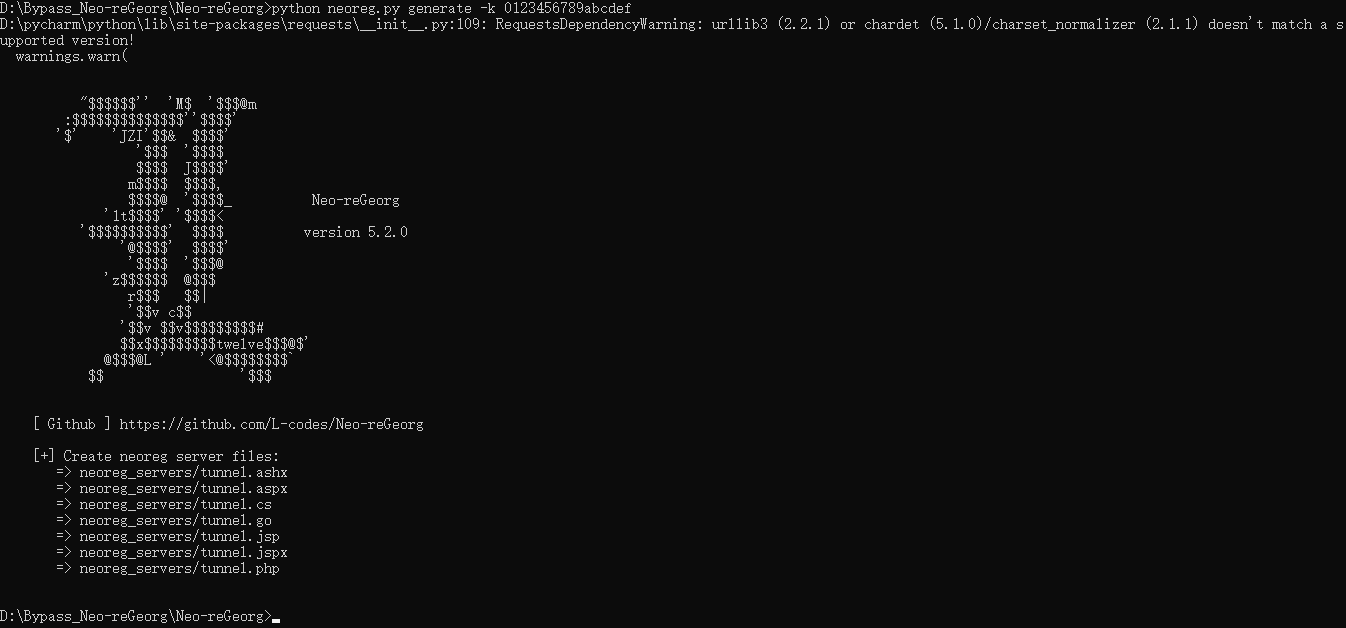 D:\Bypass_Neo-reGeorg\Neo-reGeorg>python neoreg.py generate -k 0123456789abcdef
D:\pycharm\python\lib\site-packages\requests\__init__.py:109: RequestsDependencyWarning: urllib3 (2.2.1) or chardet (5.1.0)/charset_normalizer (2.1.1) doesn't match a s
upported version!
  warnings.warn(
          "$$$$$$''  'M$  '$$$@m
        :$$$$$$$$$$$$$$''$$$$'
       '$'    'JZI'$$&  $$$$'
                 '$$$  '$$$$
                 $$$$  J$$$$'
                m$$$$  $$$$,
                $$$$@  '$$$$_          Neo-reGeorg
             '1t$$$$' '$$$$<
          '$$$$$$$$$$'  $$$$          version 5.2.0
               '@$$$$'  $$$$'
                '$$$$  '$$$@
             'z$$$$$$  @$$$
                r$$$   $$|
                '$$v c$$
               '$$v $$v$$$$$$$$$#
               $$x$$$$$$$$$twelve$$$@$'
             @$$$@L '    '<@$$$$$$$$`
           $$                 '$$$
    [ Github ] https://github.com/L-codes/Neo-reGeorg
    [+] Create neoreg server files:
       => neoreg_servers/tunnel.ashx
       => neoreg_servers/tunnel.aspx
       => neoreg_servers/tunnel.cs
       => neoreg_servers/tunnel.go
       => neoreg_servers/tunnel.jsp
       => neoreg_servers/tunnel.jspx
       => neoreg_servers/tunnel.php
D:\Bypass_Neo-reGeorg\Neo-reGeorg>